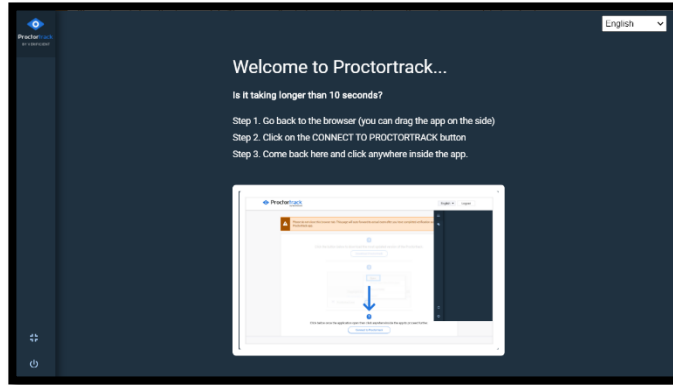 Proctortrack
English
Welcome to Proctortrack...
Is it taking longer than 10 seconds?
Step 1. Go back to the browser (you can drag the app on the side)
Step 2. Click on the CONNECT TO PROCTORTRACK button
Step 3. Come back here and click anywhere inside the app.
Proctortrack
English